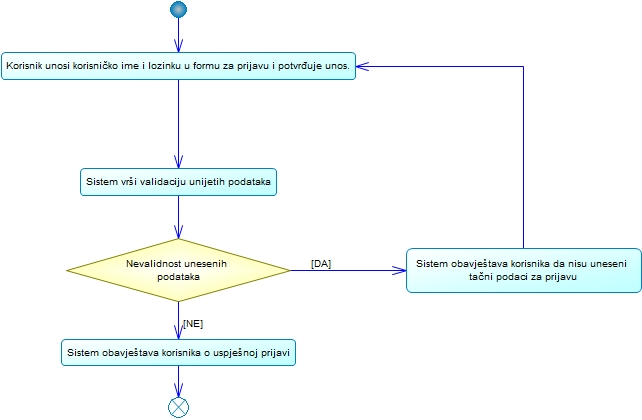 Korisnik unosi korisničko ime i lozinku u formu za prijavu i potvrđuje unos.
Sistem vrši validaciju unijetih podataka
Nevalidnost unesenih
podataka
[DA]
Sistem obavještava korisnika da nisu uneseni
tačni podaci za prijavu
[NE]
Sistem obavještava korisnika o uspješnoj prijavi